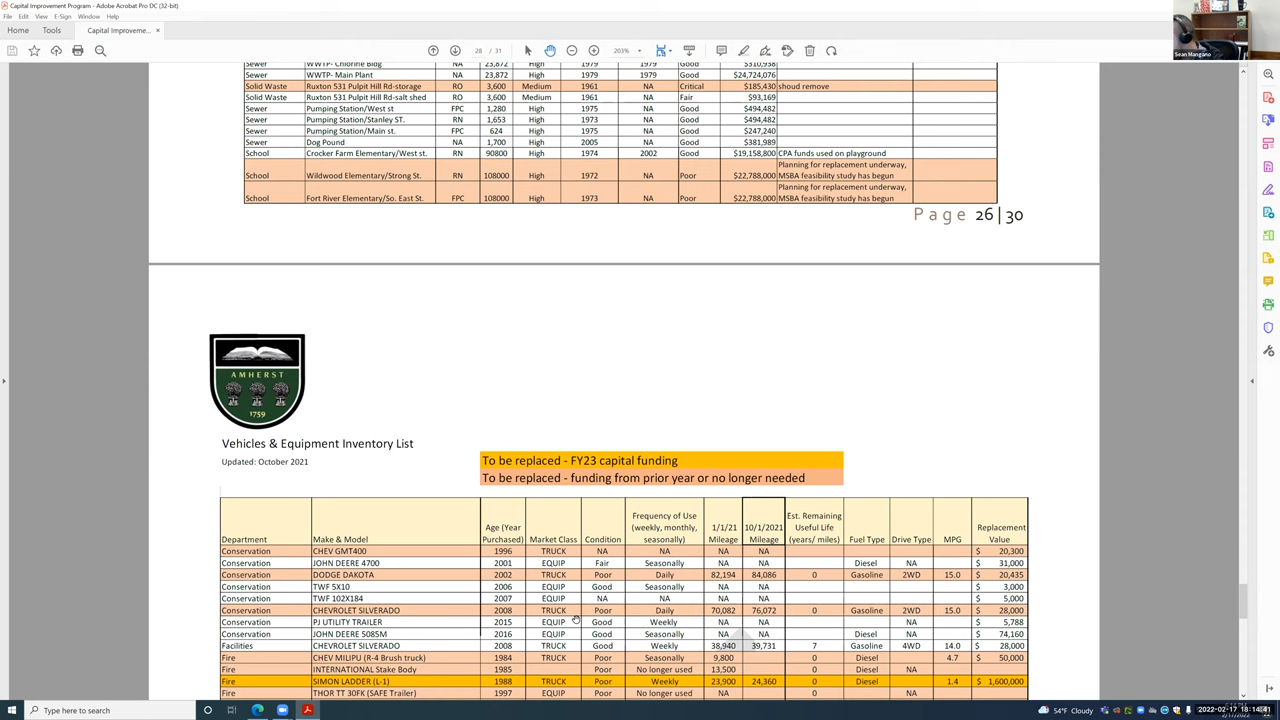 Capital Improvement Program - Adobe Acrobat Pro DC (32-bit)
File Edit View E-Sign Window Help
Home Tools Capital Improveme... ×
28 / 31 203%
Sean Mangano
Sewer WWTP- Chlorine Bldg NA 3,600 High 1979 NA Good $310,938
Sewer WWTP- Main Plant NA 23,872 High 1979 1979 Good $24,724,076
Solid Waste Ruxton 531 Pulpit Hill Rd-storage RO 3,600 Medium 1961 NA Critical $185,430 shoud remove
Solid Waste Ruxton 531 Pulpit Hill Rd-salt shed RO 3,600 Medium 1961 NA Fair $93,169
Sewer Pumping Station/West st FPC 1,280 High 1975 NA Good $494,482
Sewer Pumping Station/Stanley ST. RN 1,653 High 1973 NA Good $494,482
Sewer Pumping Station/Main st. FPC 624 High 1975 NA Good $247,240
Sewer Dog Pound NA 1,700 High 2005 NA Good $381,989
School Crocker Farm Elementary/West st. RN 90800 High 1974 2002 Good $19,158,800 CPA funds used on playground
School Wildwood Elementary/Strong St. RN 108000 High 1972 NA Poor $22,788,000 Planning for replacement underway, MSBA feasibility study has begun
School Fort River Elementary/So. East St. FPC 108000 High 1973 NA Poor $22,788,000 Planning for replacement underway, MSBA feasibility study has begun
Page 26|30
AMHERST
1759
Vehicles & Equipment Inventory List
Updated: October 2021
To be replaced - FY23 capital funding
To be replaced - funding from prior year or no longer needed
Department Make & Model Age (Year Purchased) Market Class Condition Frequency of Use (weekly, monthly, seasonally) 1/1/21 Mileage 10/1/2021 Mileage Est. Remaining Useful Life (years/ miles) Fuel Type Drive Type MPG Replacement Value
Conservation CHEV GMT400 1996 TRUCK NA NA NA NA $ 20,300
Conservation JOHN DEERE 4700 2001 EQUIP Fair Seasonally NA NA Diesel NA $ 31,000
Conservation DODGE DAKOTA 2002 TRUCK Poor Daily 82,194 84,086 0 Gasoline 2WD 15.0 $ 20,435
Conservation TWF 5X10 2006 EQUIP Good Seasonally NA NA $ 3,000
Conservation TWF 102X184 2007 EQUIP NA NA NA NA $ 5,000
Conservation CHEVROLET SILVERADO 2008 TRUCK Poor Daily 70,082 76,072 0 Gasoline 2WD 15.0 $ 28,000
Conservation PJ UTILITY TRAILER 2015 EQUIP Good Weekly NA NA NA $ 5,788
Conservation JOHN DEERE 5085M 2016 EQUIP Good Seasonally NA NA Diesel NA $ 74,160
Facilities CHEVROLET SILVERADO 2008 TRUCK Good Weekly 38,940 39,731 7 Gasoline 4WD 14.0 $ 28,000
Fire CHEV MILIPU (R-4 Brush truck) 1984 TRUCK Poor Seasonally 9,800 0 Diesel 4.7 $ 50,000
Fire INTERNATIONAL Stake Body 1985 Poor No longer used 13,500 0 Diesel NA
Fire SIMON LADDER (L-1) 1988 TRUCK Poor Weekly 23,900 24,360 0 Diesel 1.4 $ 1,600,000
Fire THOR TT 30FK (SAFE Trailer) 1997 EQUIP Poor No longer used NA 0 NA
Type here to search
54°F Cloudy
2022-02-17 18:14:41